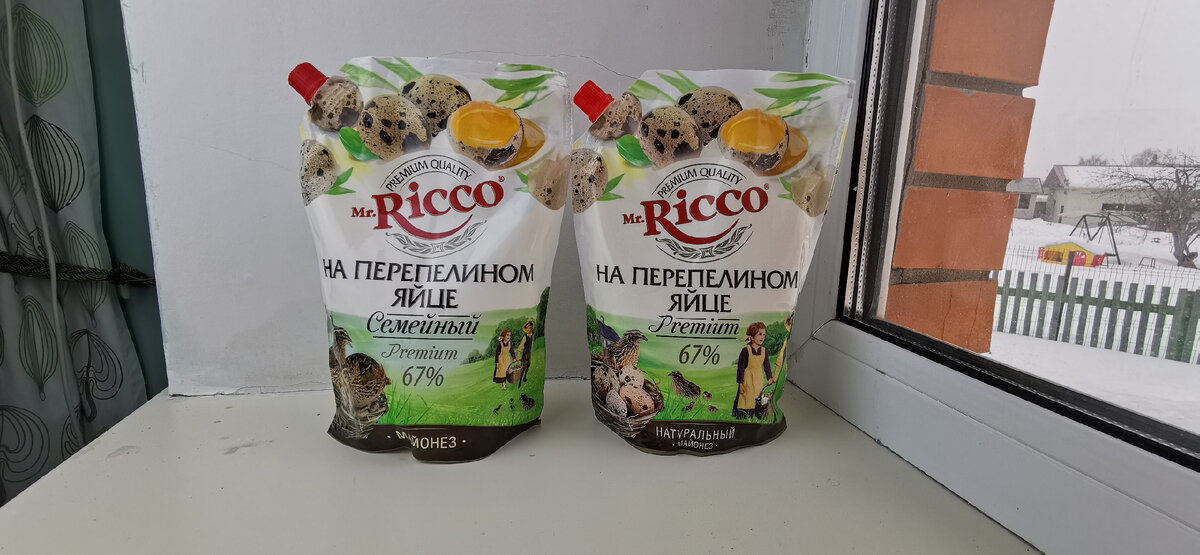 PREMIUM QUALITY
Mr. Ricco®
НА ПЕРЕПЕЛИНОМ
ЯЙЦЕ
Семейный
Premium
67%
· МАЙОНЕЗ ·
PREMIUM QUALITY
Mr. Ricco®
НА ПЕРЕПЕЛИНОМ
ЯЙЦЕ
Premium
67%
НАТУРАЛЬНЫЙ
· МАЙОНЕЗ ·